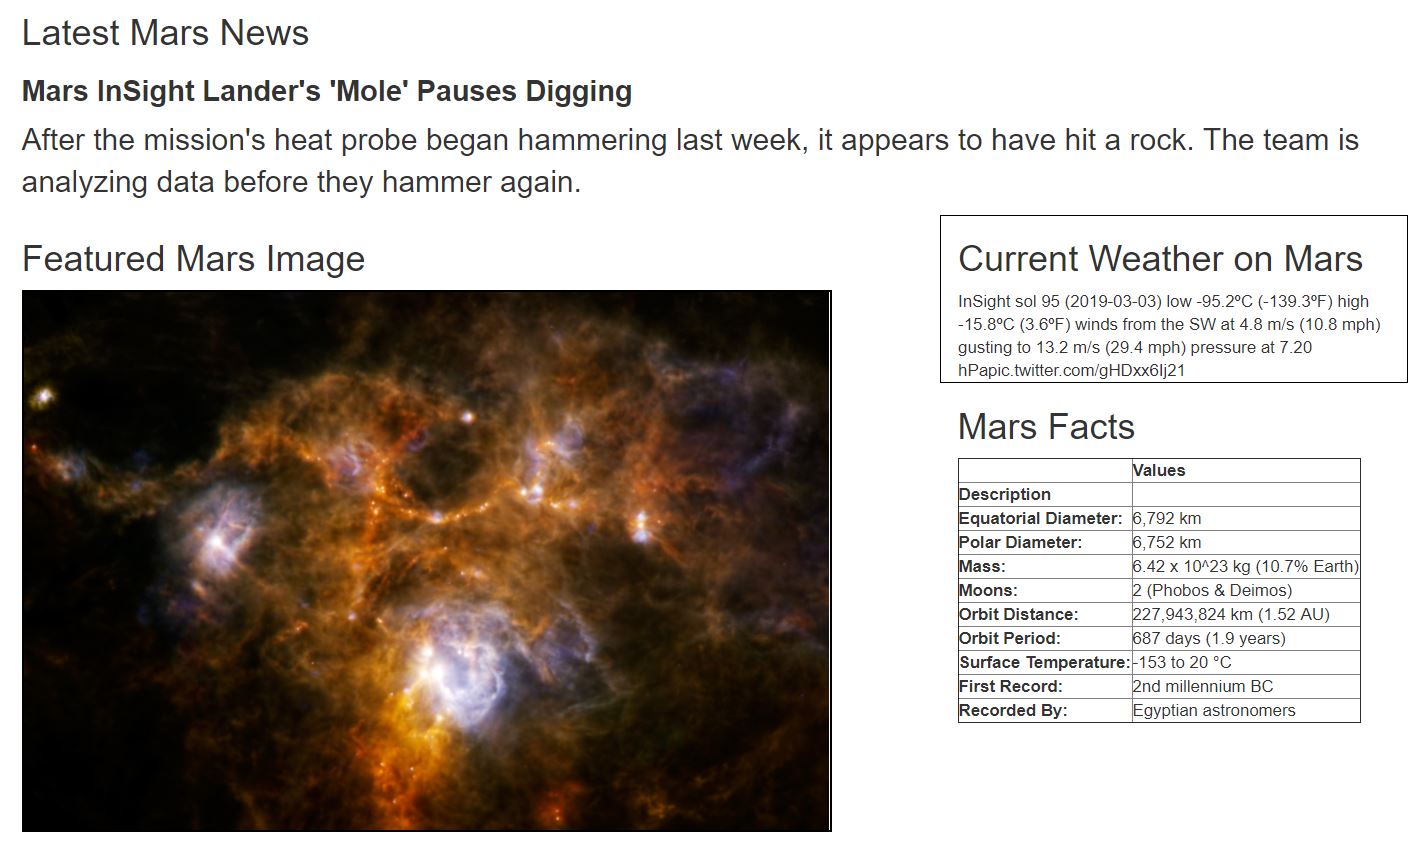 Latest Mars News
Mars InSight Lander's 'Mole' Pauses Digging
After the mission's heat probe began hammering last week, it appears to have hit a rock. The team is
analyzing data before they hammer again.
Featured Mars Image
Current Weather on Mars
InSight sol 95 (2019-03-03) low -95.2ºC (-139.3ºF) high
-15.8ºC (3.6ºF) winds from the SW at 4.8 m/s (10.8 mph)
gusting to 13.2 m/s (29.4 mph) pressure at 7.20
hPapic.twitter.com/gHDxx6Ij21
Mars Facts
Values
Description
Equatorial Diameter: 6,792 km
Polar Diameter: 6,752 km
Mass: 6.42 x 10^23 kg (10.7% Earth)
Moons: 2 (Phobos & Deimos)
Orbit Distance: 227,943,824 km (1.52 AU)
Orbit Period: 687 days (1.9 years)
Surface Temperature: -153 to 20 °C
First Record: 2nd millennium BC
Recorded By: Egyptian astronomers